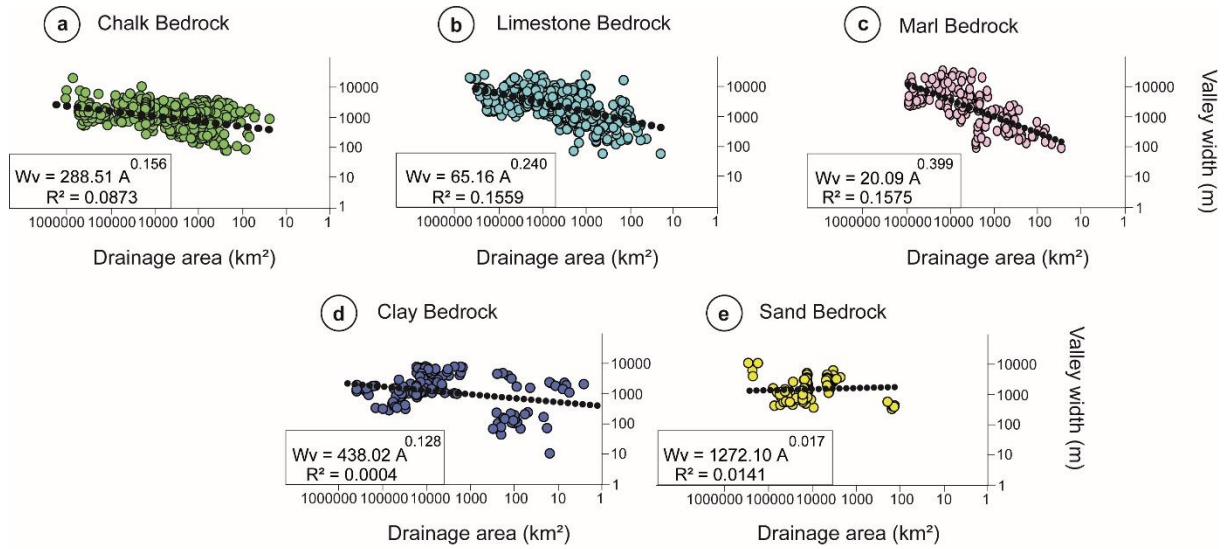 a Chalk Bedrock
10000
1000
100
10
1
Wv = 288.51 A 0.156
R² = 0.0873
1000000 100000 10000 1000 100 10 1
Drainage area (km²)
b Limestone Bedrock
10000
1000
100
10
1
Wv = 65.16 A 0.240
R² = 0.1559
1000000 100000 10000 1000 100 10 1
Drainage area (km²)
c Marl Bedrock
10000
1000
100
10
1
Valley width (m)
Wv = 20.09 A 0.399
R² = 0.1575
1000000 100000 10000 1000 100 10 1
Drainage area (km²)
d Clay Bedrock
10000
1000
100
10
1
Wv = 438.02 A 0.128
R² = 0.0004
1000000 100000 10000 1000 100 10 1
Drainage area (km²)
e Sand Bedrock
10000
1000
100
10
1
Valley width (m)
Wv = 1272.10 A 0.017
R² = 0.0141
1000000 100000 10000 1000 100 10 1
Drainage area (km²)